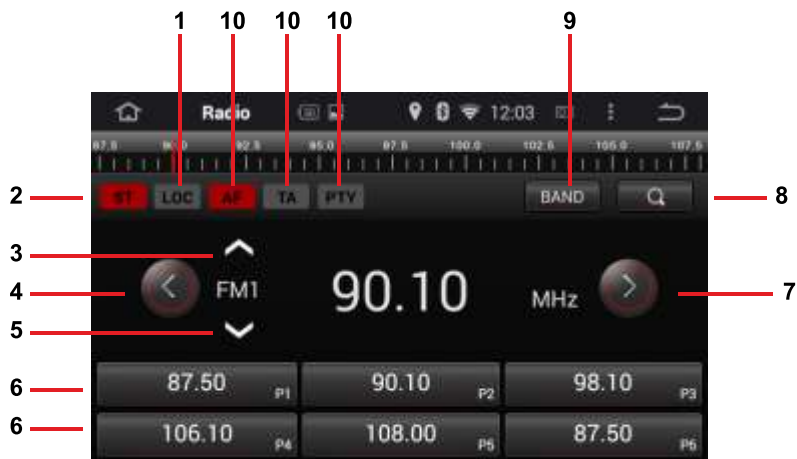 1 10 10 10 9
Radio 12:03
87.5 90.0 92.5 95.0 97.5 100.0 102.5 105.0 107.5
2 ST LOC AF TA PTY BAND 8
3
4 FM1 90.10 MHz 7
5
6 87.50 P1 90.10 P2 98.10 P3
6 106.10 P4 108.00 P5 87.50 P6